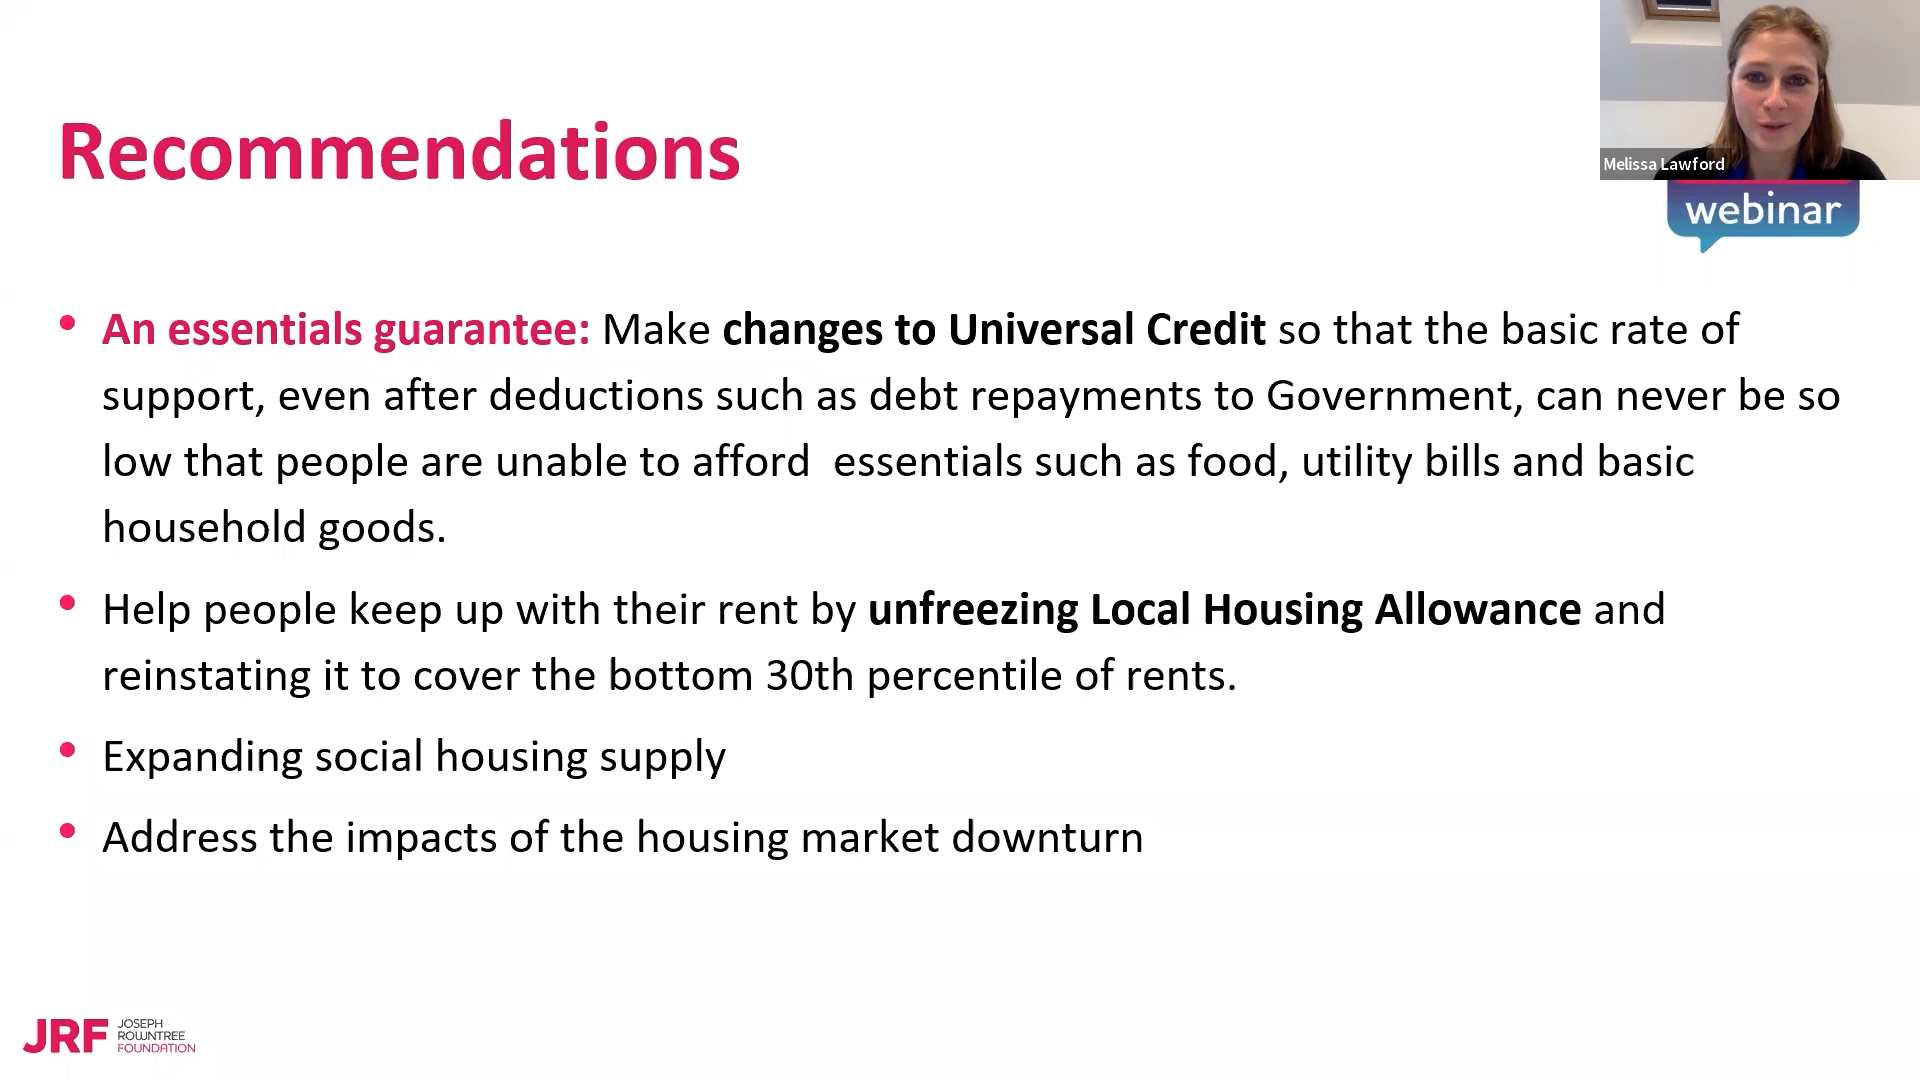 Recommendations
Melissa Lawford
webinar
• An essentials guarantee: Make changes to Universal Credit so that the basic rate of
support, even after deductions such as debt repayments to Government, can never be so
low that people are unable to afford  essentials such as food, utility bills and basic
household goods.
• Help people keep up with their rent by unfreezing Local Housing Allowance and
reinstating it to cover the bottom 30th percentile of rents.
• Expanding social housing supply
• Address the impacts of the housing market downturn
JRF
JOSEPH
ROWNTREE
FOUNDATION